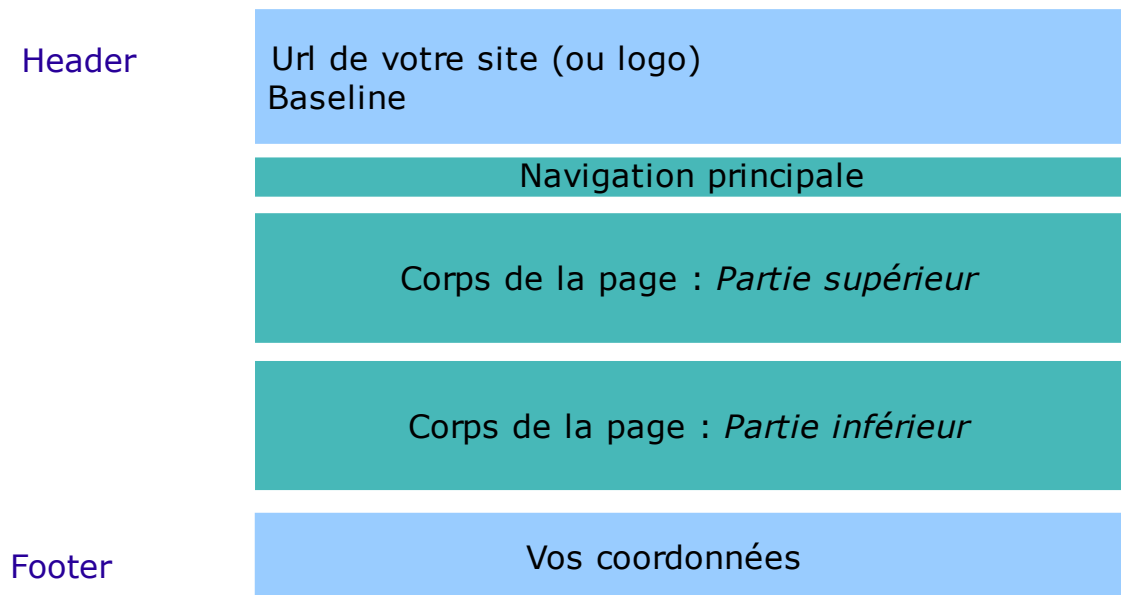 Header
Url de votre site (ou logo)
Baseline
Navigation principale
Corps de la page : Partie supérieur
Corps de la page : Partie inférieur
Footer
Vos coordonnées